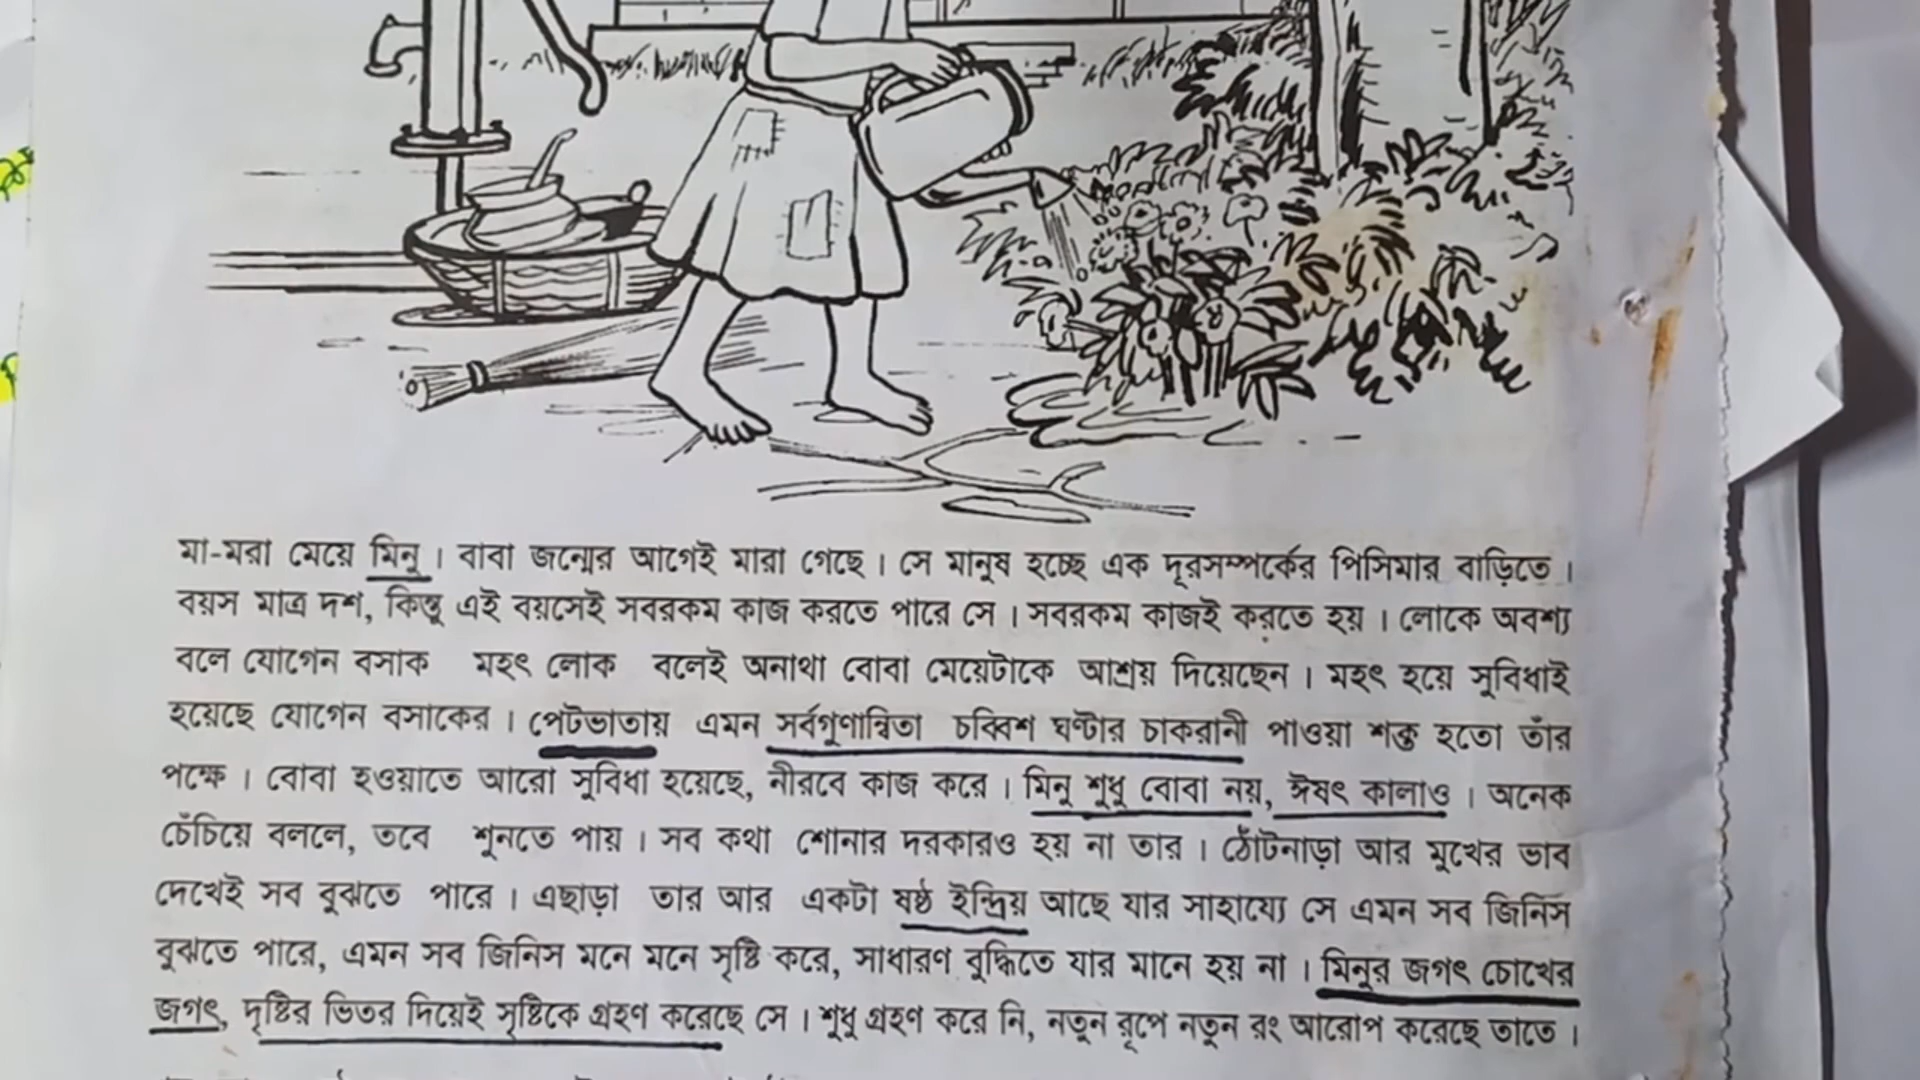 মা-মরা মেয়ে মিনু। বাবা জন্মের আগেই মারা গেছে। সে মানুষ হচ্ছে এক দূরসম্পর্কের পিসিমার বাড়িতে।
বয়স মাত্র দশ, কিন্তু এই বয়সেই সবরকম কাজ করতে পারে সে। সবরকম কাজই করতে হয়। লোকে অবশ্য
বলে যোগেন বসাক মহৎ লোক বলেই অনাথা বোবা মেয়েটাকে আশ্রয় দিয়েছেন। মহৎ হয়ে সুবিধাই
হয়েছে যোগেন বসাকের। পেটভাতায় এমন সর্বগুণান্বিতা চব্বিশ ঘণ্টার চাকরানী পাওয়া শক্ত হতো তাঁর
পক্ষে। বোবা হওয়াতে আরো সুবিধা হয়েছে, নীরবে কাজ করে। মিনু শুধু বোবা নয়, ঈষৎ কালাও। অনেক
চেঁচিয়ে বললে, তবে শুনতে পায়। সব কথা শোনার দরকারও হয় না তার। ঠোঁটনাড়া আর মুখের ভাব
দেখেই সব বুঝতে পারে। এছাড়া তার আর একটা ষষ্ঠ ইন্দ্রিয় আছে যার সাহায্যে সে এমন সব জিনিস
বুঝতে পারে, এমন সব জিনিস মনে মনে সৃষ্টি করে, সাধারণ বুদ্ধিতে যার মানে হয় না। মিনুর জগৎ চোখের
জগৎ, দৃষ্টির ভিতর দিয়েই সৃষ্টিকে গ্রহণ করেছে সে। শুধু গ্রহণ করে নি, নতুন রূপে নতুন রং আরোপ করেছে তাতে।